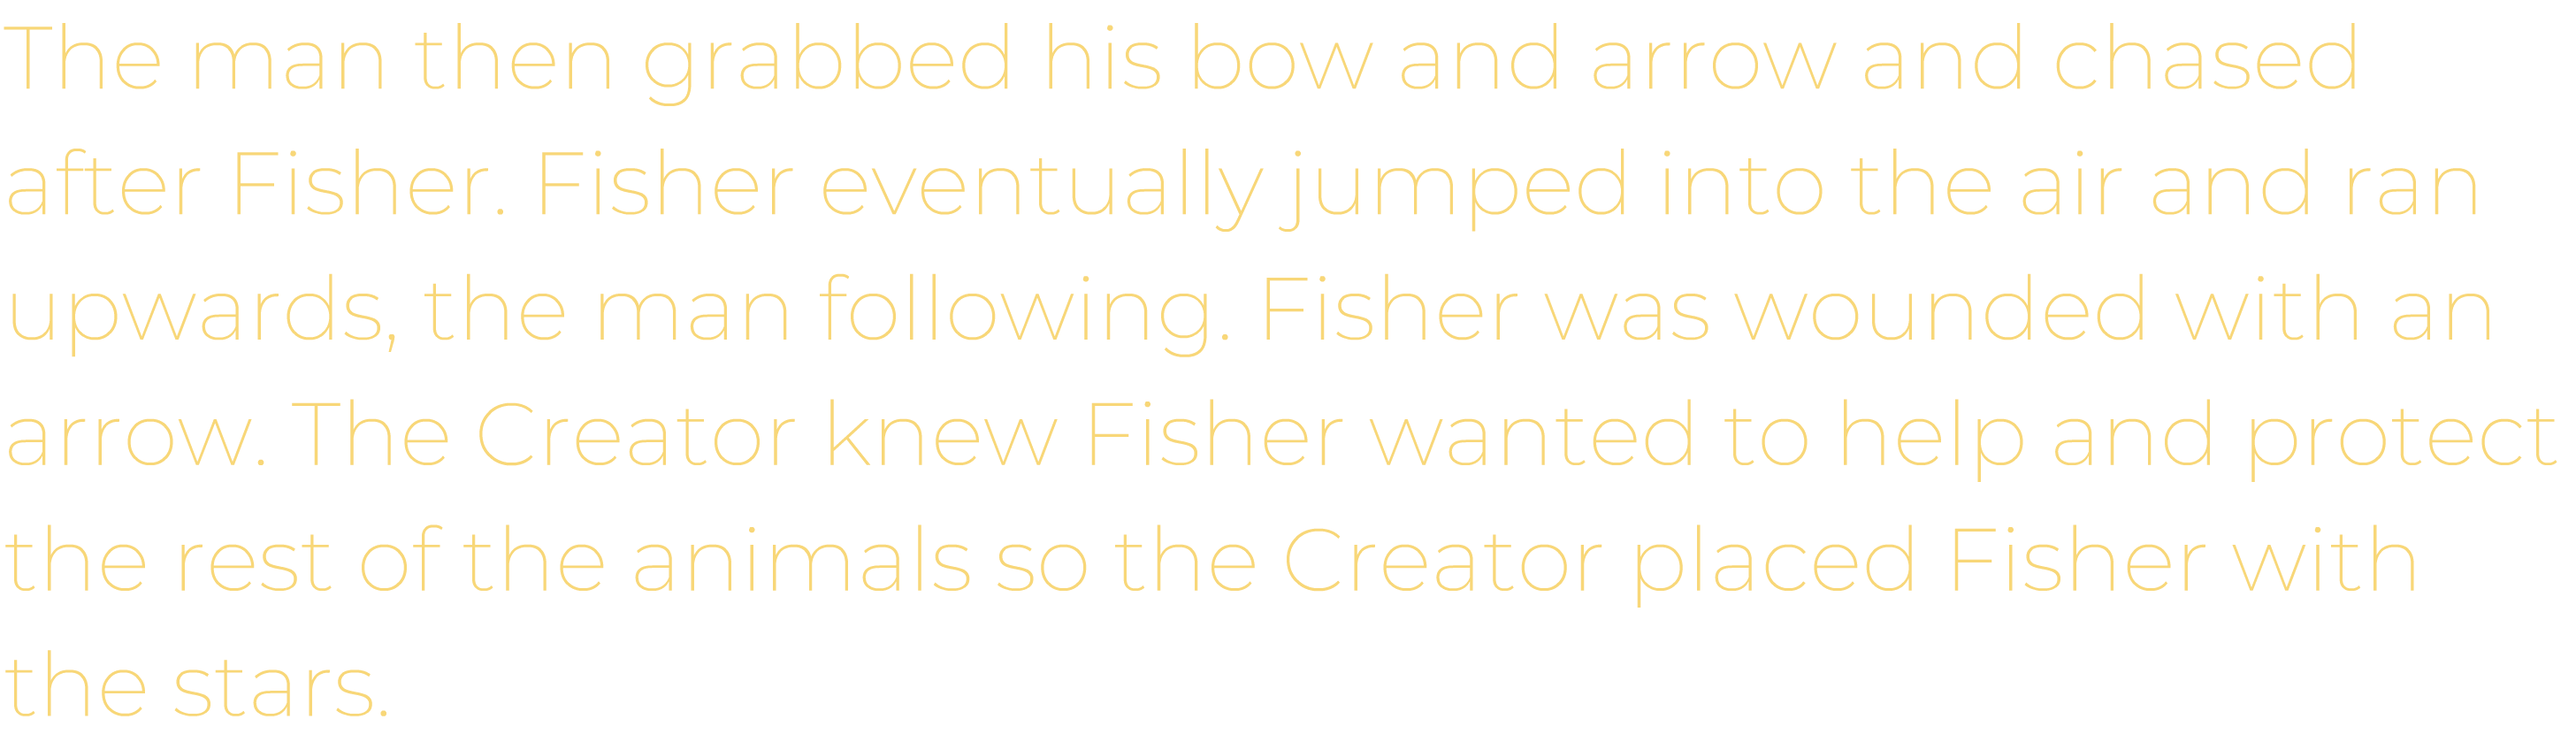 The man then grabbed his bow and arrow and chased
after Fisher. Fisher eventually jumped into the air and ran
upwards, the man following. Fisher was wounded with an
arrow. The Creator knew Fisher wanted to help and protect
the rest of the animals so the Creator placed Fisher with
the stars.